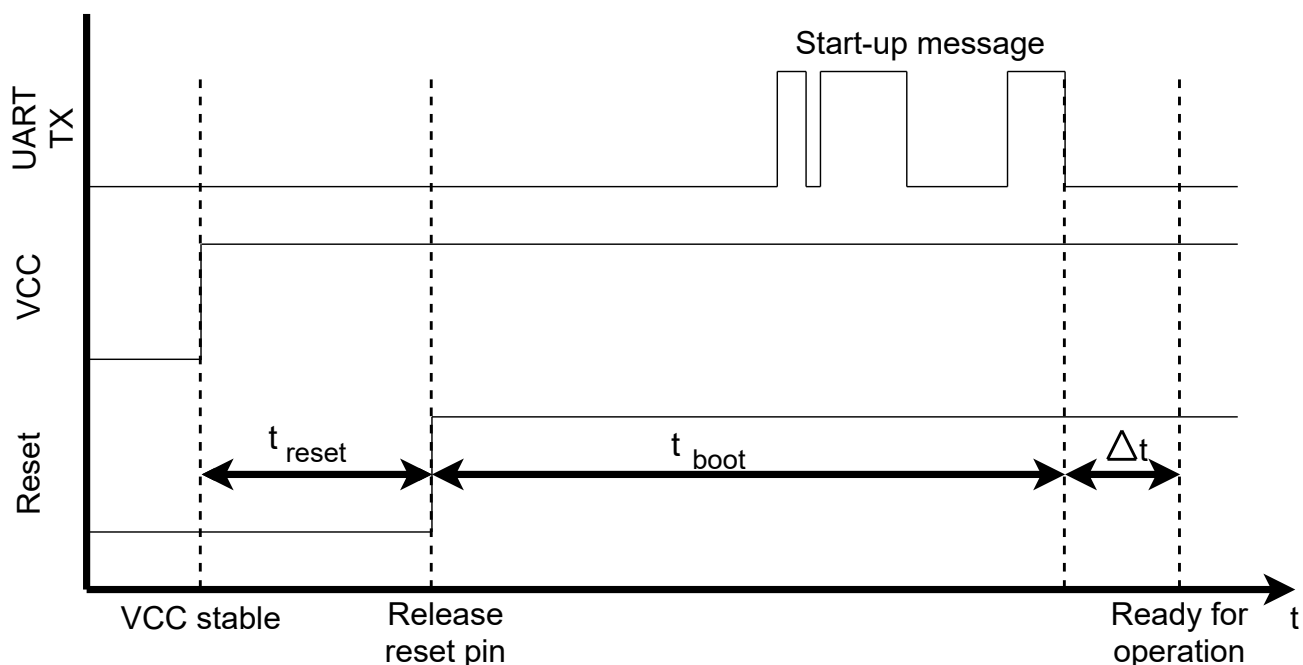 Start-up message
UART
TX
VCC
Reset
t reset
t boot
Δt
VCC stable
Release
reset pin
Ready for
operation
t